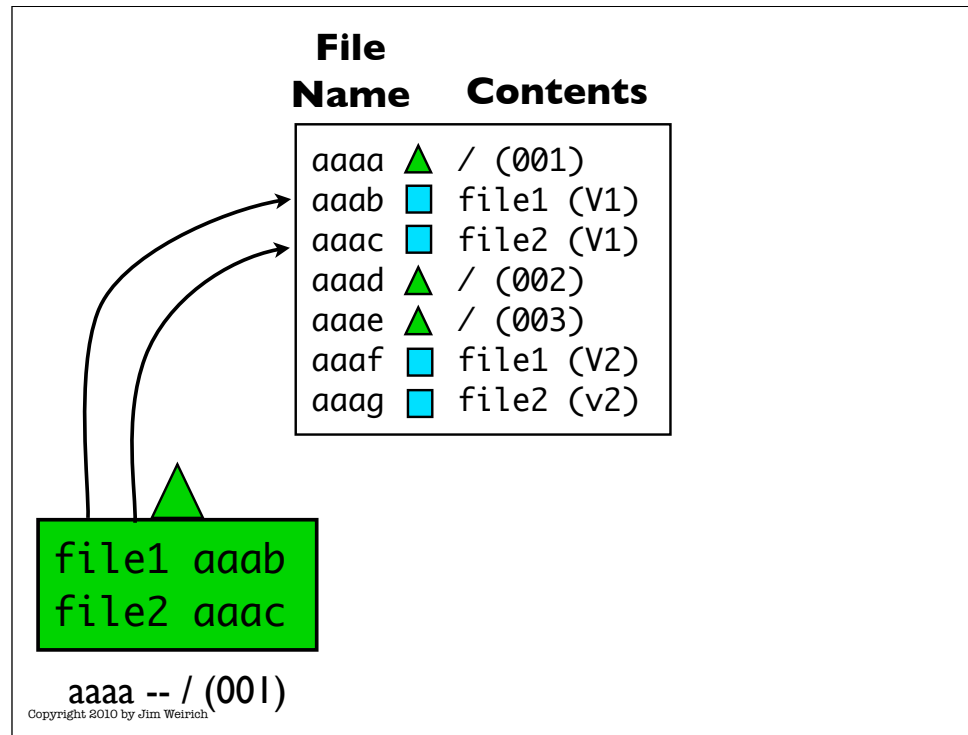 File
Name Contents
aaaa / (001)
aaab file1 (V1)
aaac file2 (V1)
aaad / (002)
aaae / (003)
aaaf file1 (V2)
aaag file2 (v2)
file1 aaab
file2 aaac
aaaa -- / (001)
Copyright 2010 by Jim Weirich